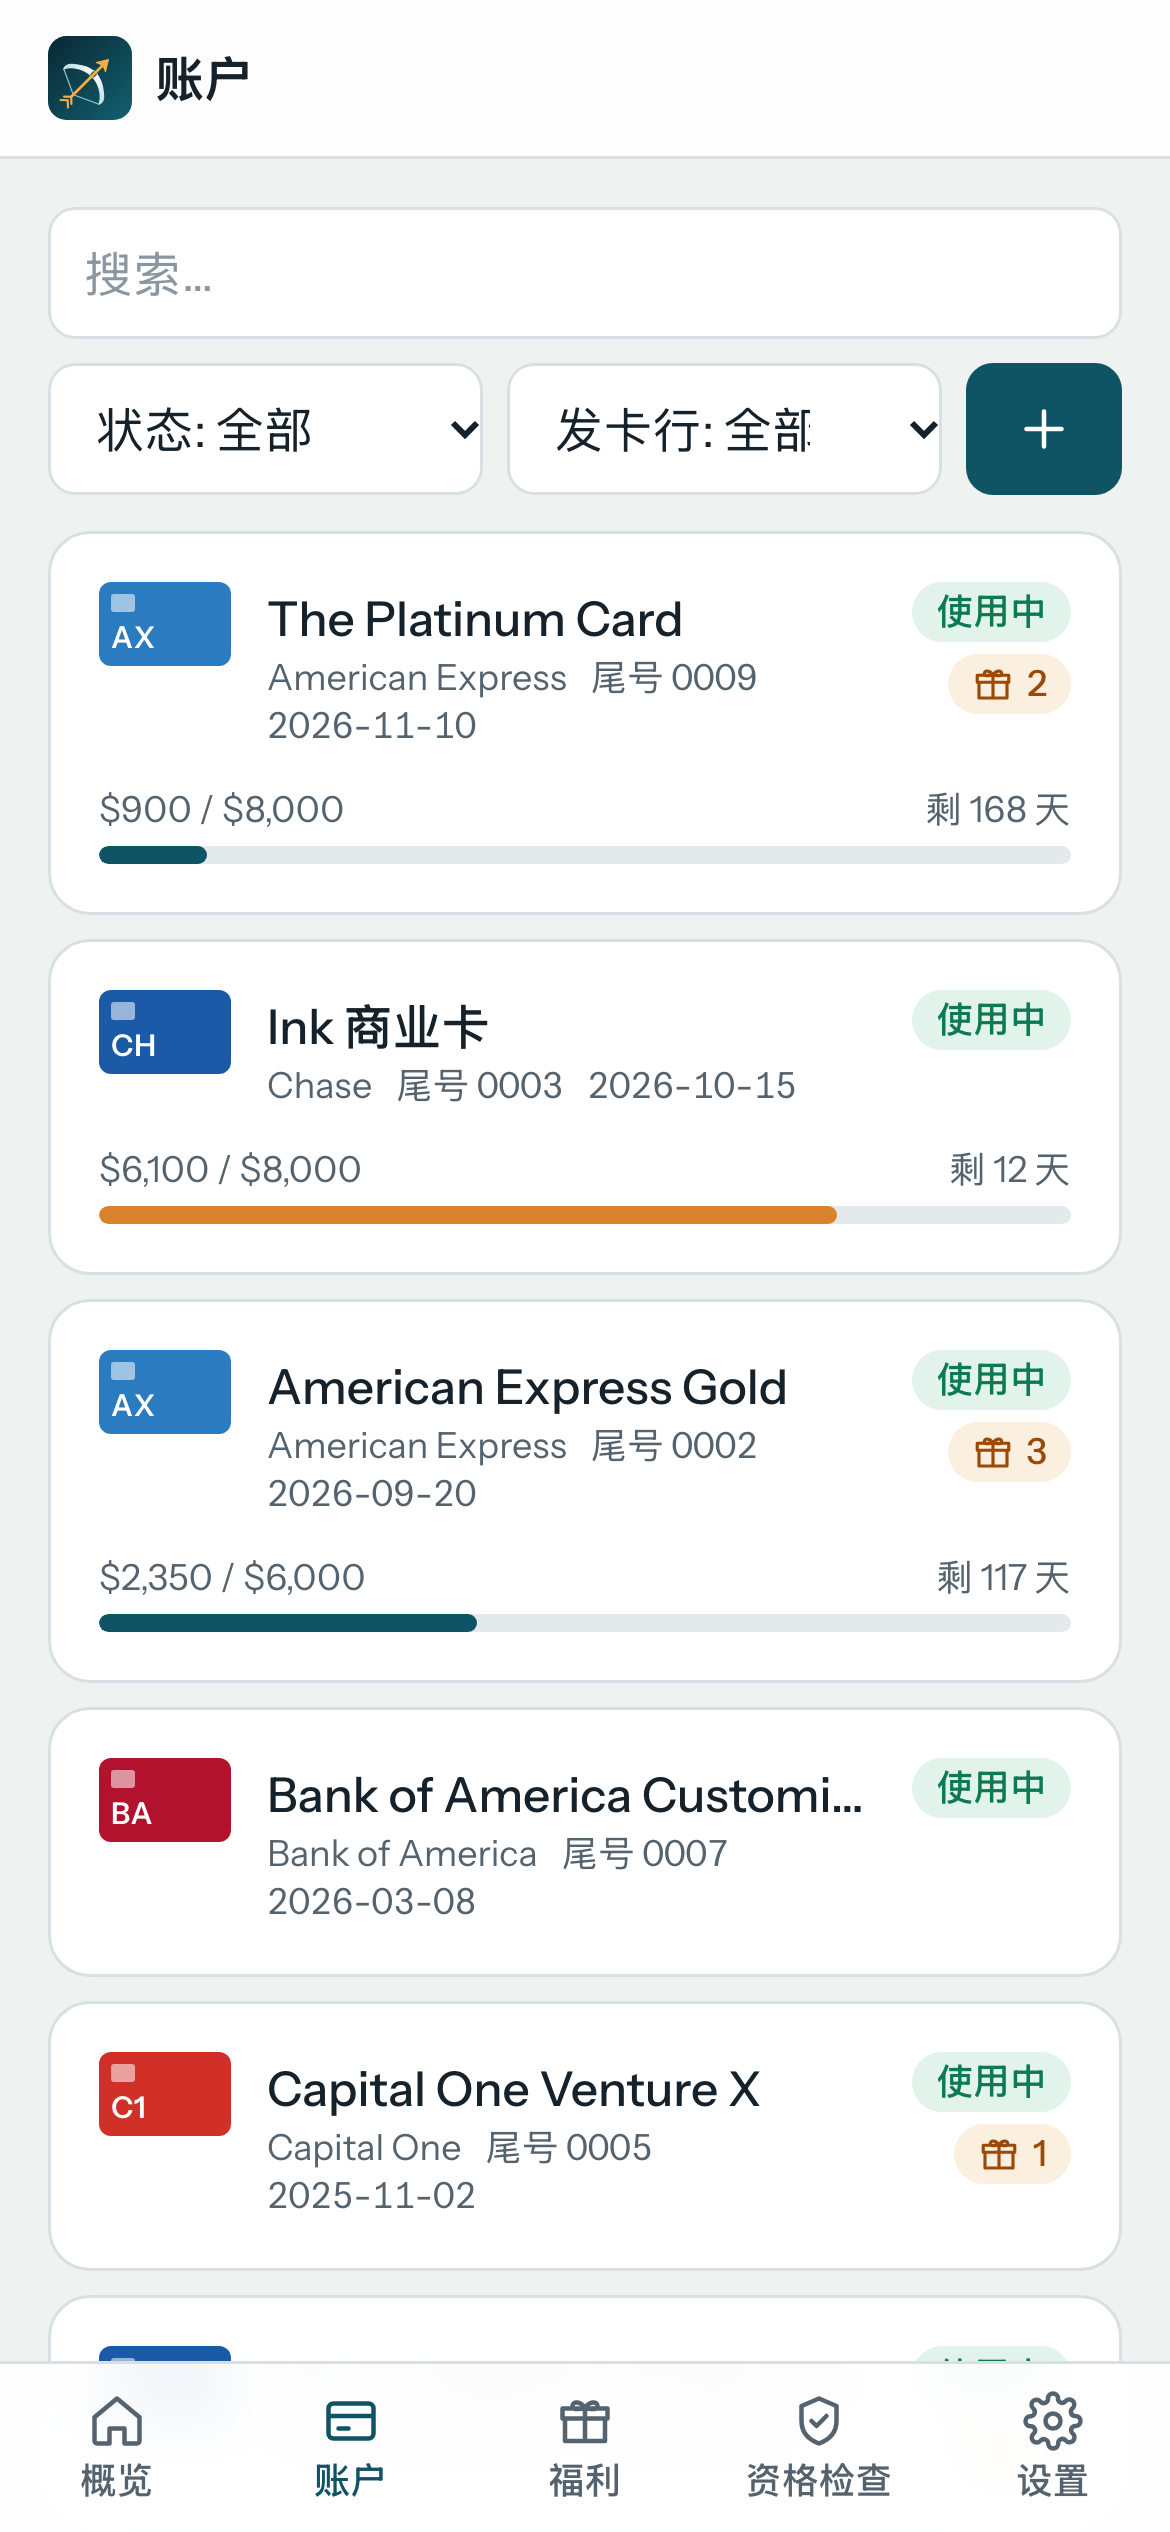 账户
搜索...
状态: 全部
发卡行: 全部
AX
The Platinum Card
使用中
American Express 尾号 0009
2
2026-11-10
$900 / $8,000
剩 168 天
CH
Ink 商业卡
使用中
Chase 尾号 0003 2026-10-15
$6,100 / $8,000
剩 12 天
AX
American Express Gold
使用中
American Express 尾号 0002
3
2026-09-20
$2,350 / $6,000
剩 117 天
BA
Bank of America Customi...
使用中
Bank of America 尾号 0007
2026-03-08
C1
Capital One Venture X
使用中
Capital One 尾号 0005
1
2025-11-02
概览
账户
福利
资格检查
设置